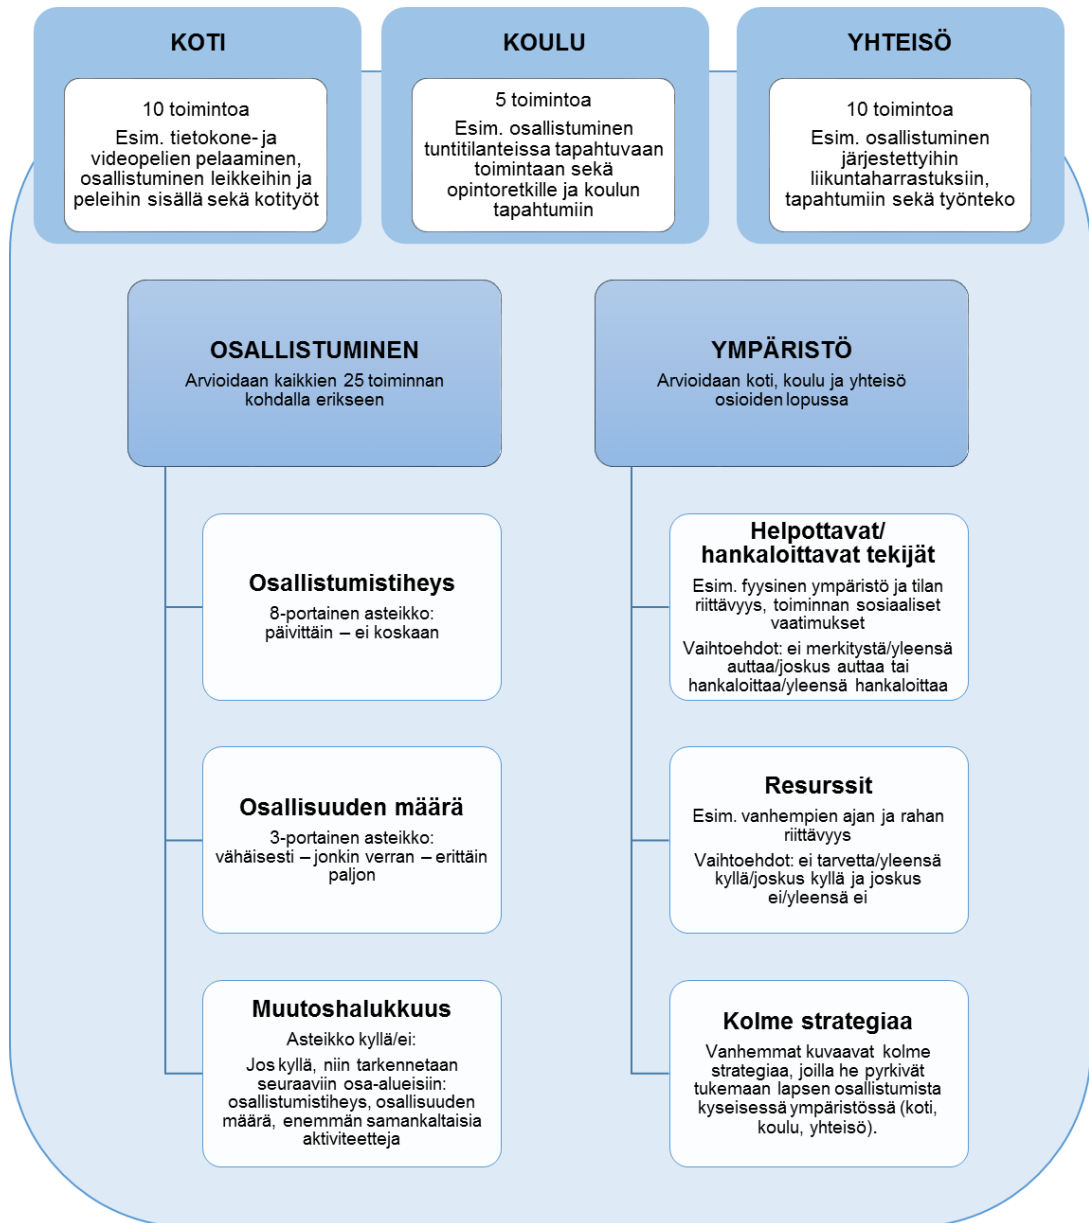 KOTI
10 toimintoa
Esim. tietokone- ja
videopelien pelaaminen,
osallistuminen leikkeihin ja
peleihin sisällä sekä kotityöt
KOULU
5 toimintoa
Esim. osallistuminen
tuntitilanteissa tapahtuvaan
toimintaan sekä
opintoretkille ja koulun
tapahtumiin
YHTEISÖ
10 toimintoa
Esim. osallistuminen
järjestettyihin
liikuntaharrastuksiin,
tapahtumiin sekä työnteko
OSALLISTUMINEN
Arvioidaan kaikkien 25 toiminnan
kohdalla erikseen
Osallistumistiheys
8-portainen asteikko:
päivittäin – ei koskaan
Osallisuuden määrä
3-portainen asteikko:
vähäisesti – jonkin verran – erittäin
paljon
Muutoshalukkuus
Asteikko kyllä/ei:
Jos kyllä, niin tarkennetaan
seuraaviin osa-alueisiin:
osallistumistiheys, osallisuuden
määrä, enemmän samankaltaisia
aktiviteetteja
YMPÄRISTÖ
Arvioidaan koti, koulu ja yhteisö
osioiden lopussa
Helpottavat/
hankaloittavat tekijät
Esim. fyysinen ympäristö ja tilan
riittävyys, toiminnan sosiaaliset
vaatimukset
Vaihtoehdot: ei merkitystä/yleensä
auttaa/joskus auttaa tai
hankaloittaa/yleensä hankaloittaa
Resurssit
Esim. vanhempien ajan ja rahan
riittävyys
Vaihtoehdot: ei tarvetta/yleensä
kyllä/joskus kyllä ja joskus
ei/yleensä ei
Kolme strategiaa
Vanhemmat kuvaavat kolme
strategiaa, joilla he pyrkivät
tukemaan lapsen osallistumista
kyseisessä ympäristössä (koti,
koulu, yhteisö).